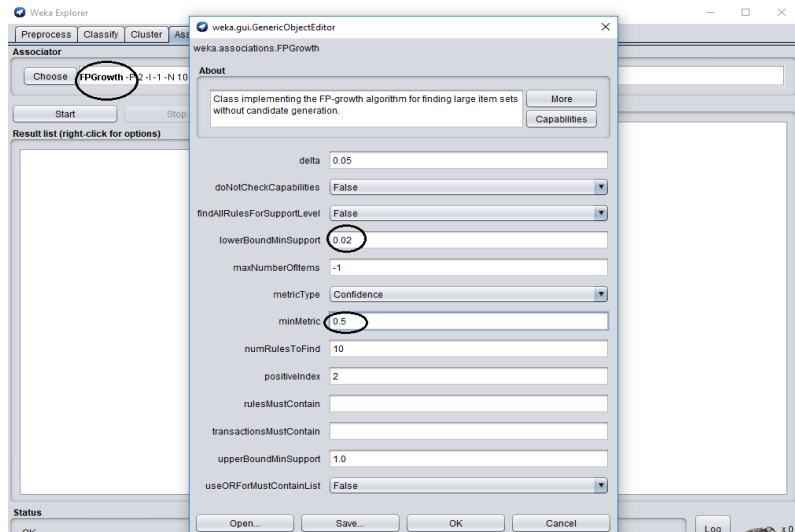 Weka Explorer
Preprocess Classify Cluster Ass
Associator
Choose FPGrowth -P 2 -I -1 -N 10
Start Stop
Result list (right-click for options)
Status
OK
Log x 0
weka.gui.GenericObjectEditor
weka.associations.FPGrowth
About
Class implementing the FP-growth algorithm for finding large item sets
without candidate generation.
More
Capabilities
delta 0.05
doNotCheckCapabilities False
findAllRulesForSupportLevel False
lowerBoundMinSupport 0.02
maxNumberOfItems -1
metricType Confidence
minMetric 0.5
numRulesToFind 10
positiveIndex 2
rulesMustContain
transactionsMustContain
upperBoundMinSupport 1.0
useORForMustContainList False
Open... Save... OK Cancel